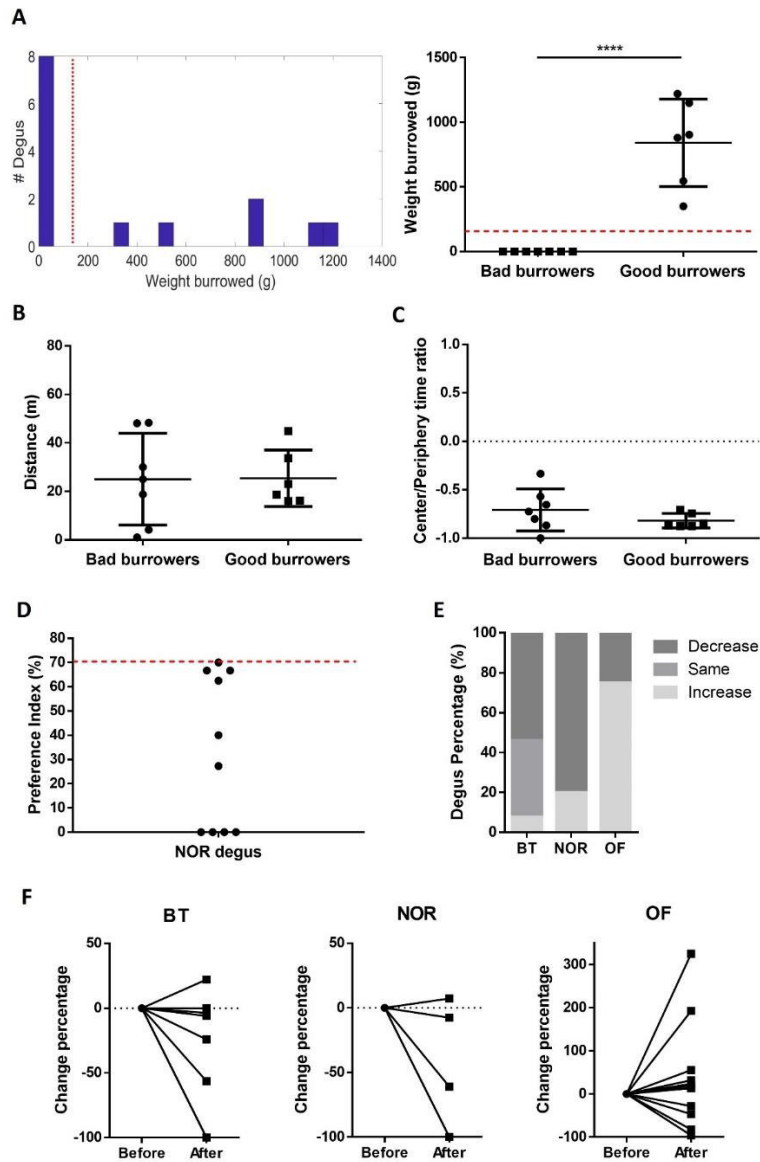 A
# Degus
8
6
4
2
0
0 200 400 600 800 1000 1200 1400
Weight burrowed (g)
****
Weight burrowed (g)
1500
1000
500
0
Bad burrowers Good burrowers
B
Distance (m)
80
60
40
20
0
Bad burrowers Good burrowers
C
Center/Periphery time ratio
1.0
0.5
0.0
-0.5
-1.0
Bad burrowers Good burrowers
D
Preference Index (%)
80
70
60
50
40
30
20
10
0
NOR degus
E
Degus Percentage (%)
100
80
60
40
20
0
BT NOR OF
Decrease
Same
Increase
F
BT
Change percentage
50
0
-50
-100
Before After
NOR
Change percentage
50
0
-50
-100
Before After
OF
Change percentage
300
200
100
0
-100
Before After